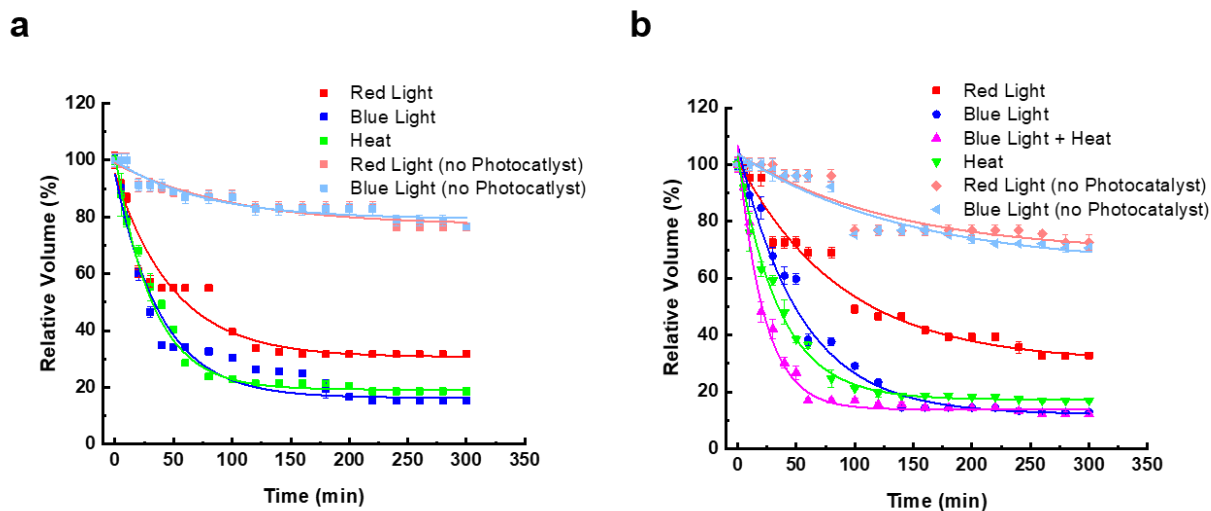 a
Relative Volume (%)
120
100
80
60
40
20
0
0 50 100 150 200 250 300 350
Time (min)
Red Light
Blue Light
Heat
Red Light (no Photocatlyst)
Blue Light (no Photocatlyst)
b
Relative Volume (%)
120
100
80
60
40
20
0
0 50 100 150 200 250 300 350
Time (min)
Red Light
Blue Light
Blue Light + Heat
Heat
Red Light (no Photocatalyst)
Blue Light (no Photocatalyst)